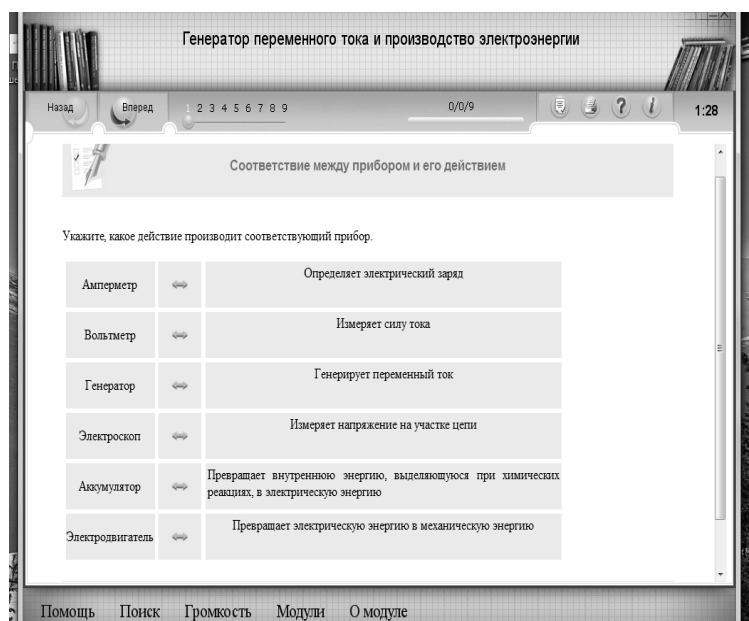 Генератор переменного тока и производство электроэнергии
Назад
Вперед
1 2 3 4 5 6 7 8 9
0/0/9
1:28
Соответствие между прибором и его действием
Укажите, какое действие производит соответствующий прибор.
Амперметр
Определяет электрический заряд
Вольтметр
Измеряет силу тока
Генератор
Генерирует переменный ток
Электроскоп
Измеряет напряжение на участке цепи
Аккумулятор
Превращает внутреннюю энергию, выделяющуюся при химических
реакциях, в электрическую энергию
Электродвигатель
Превращает электрическую энергию в механическую энергию
Помощь Поиск Громкость Модули О модуле